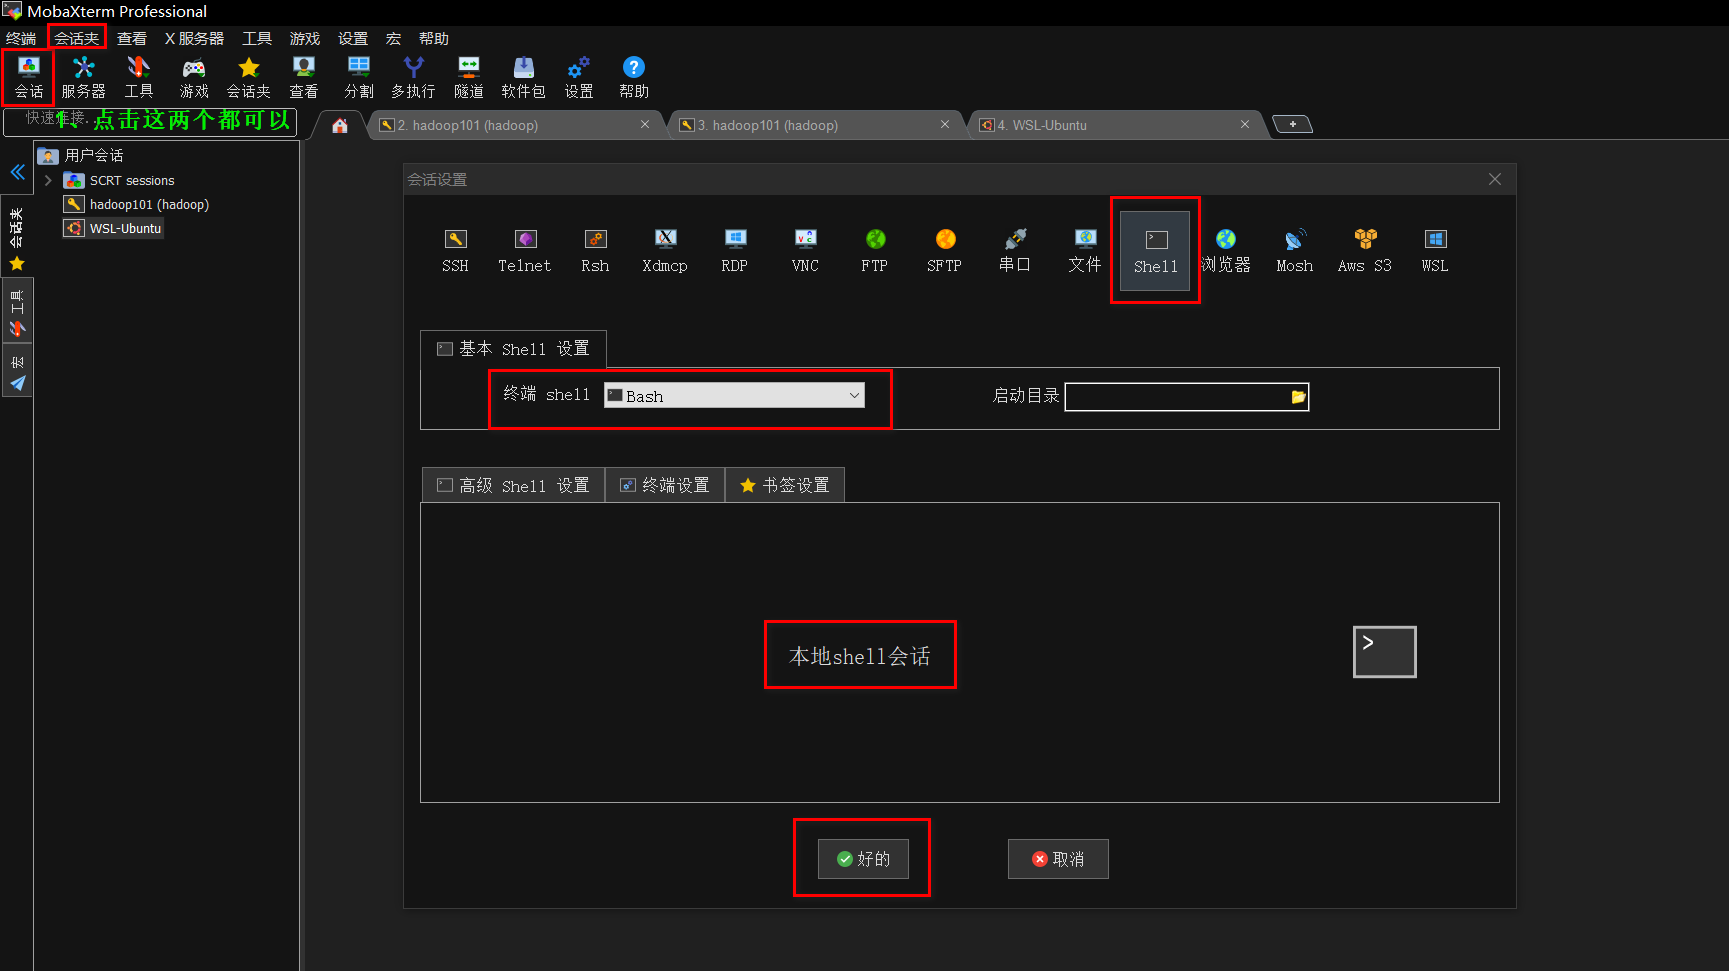 MobaXterm Professional
终端 会话夹 查看 X 服务器 工具 游戏 设置 宏 帮助
会话 服务器 工具 游戏 会话夹 查看 分割 多执行 隧道 软件包 设置 帮助
快速连接...
1、点击这两个都可以
2. hadoop101 (hadoop)
3. hadoop101 (hadoop)
4. WSL-Ubuntu
用户会话
SCRT sessions
hadoop101 (hadoop)
WSL-Ubuntu
会话夹
工具
宏
会话设置
SSH Telnet Rsh Xdmcp RDP VNC FTP SFTP 串口 文件 Shell 浏览器 Mosh Aws S3 WSL
基本 Shell 设置
终端 shell Bash 启动目录
高级 Shell 设置 终端设置 书签设置
本地shell会话
好的 取消